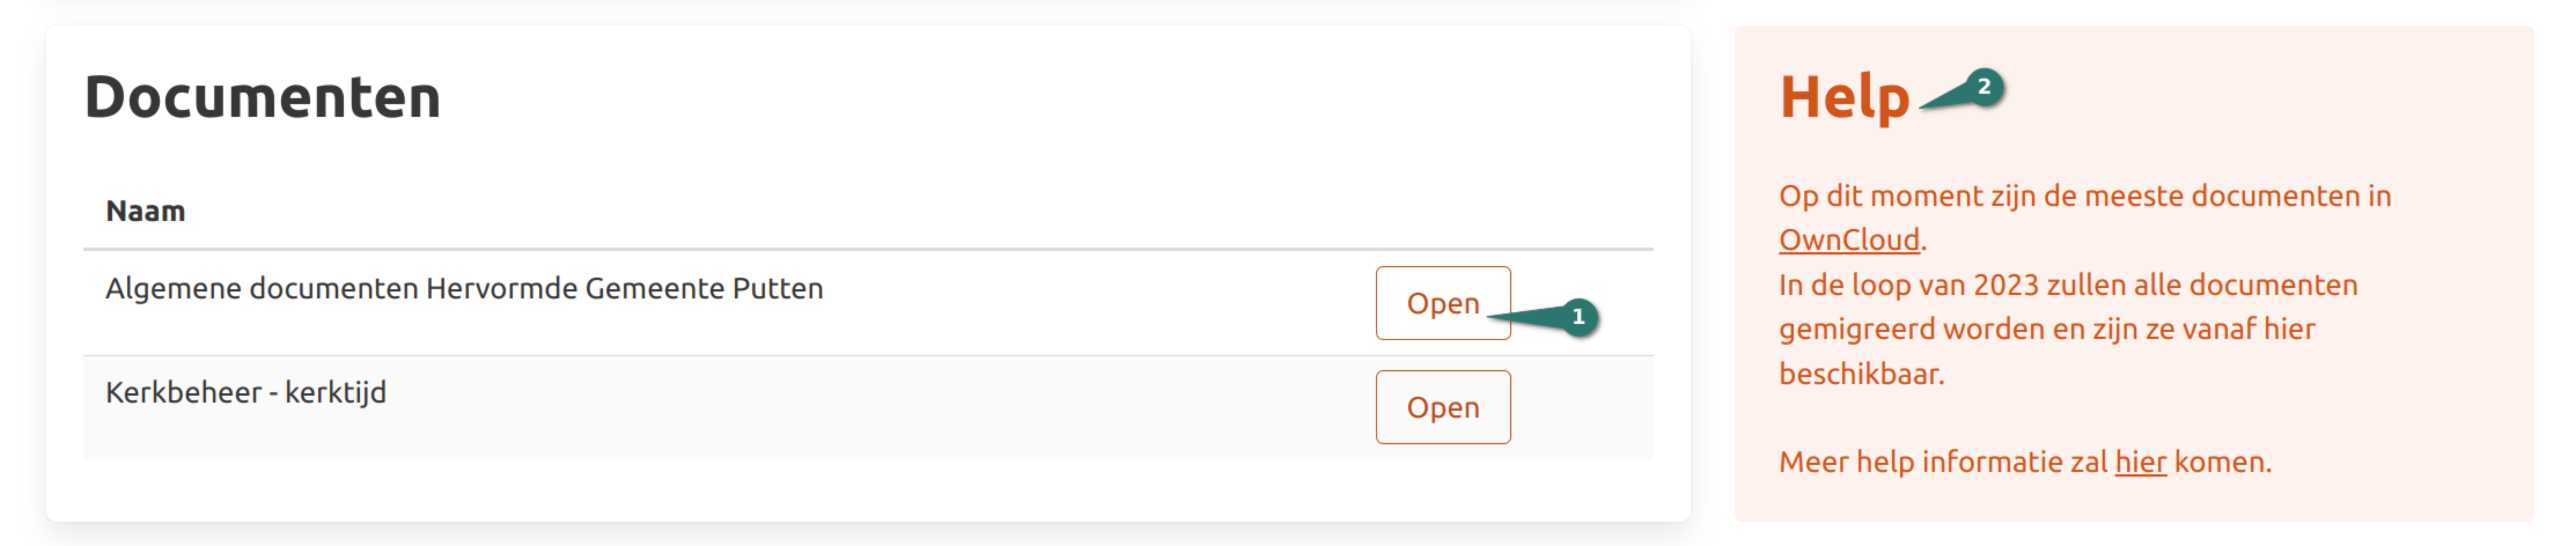 Documenten
Naam
Algemene documenten Hervormde Gemeente Putten
Open
1
Kerkbeheer - kerktijd
Open
Help
2
Op dit moment zijn de meeste documenten in
OwnCloud.
In de loop van 2023 zullen alle documenten
gemigreerd worden en zijn ze vanaf hier
beschikbaar.
Meer help informatie zal hier komen.